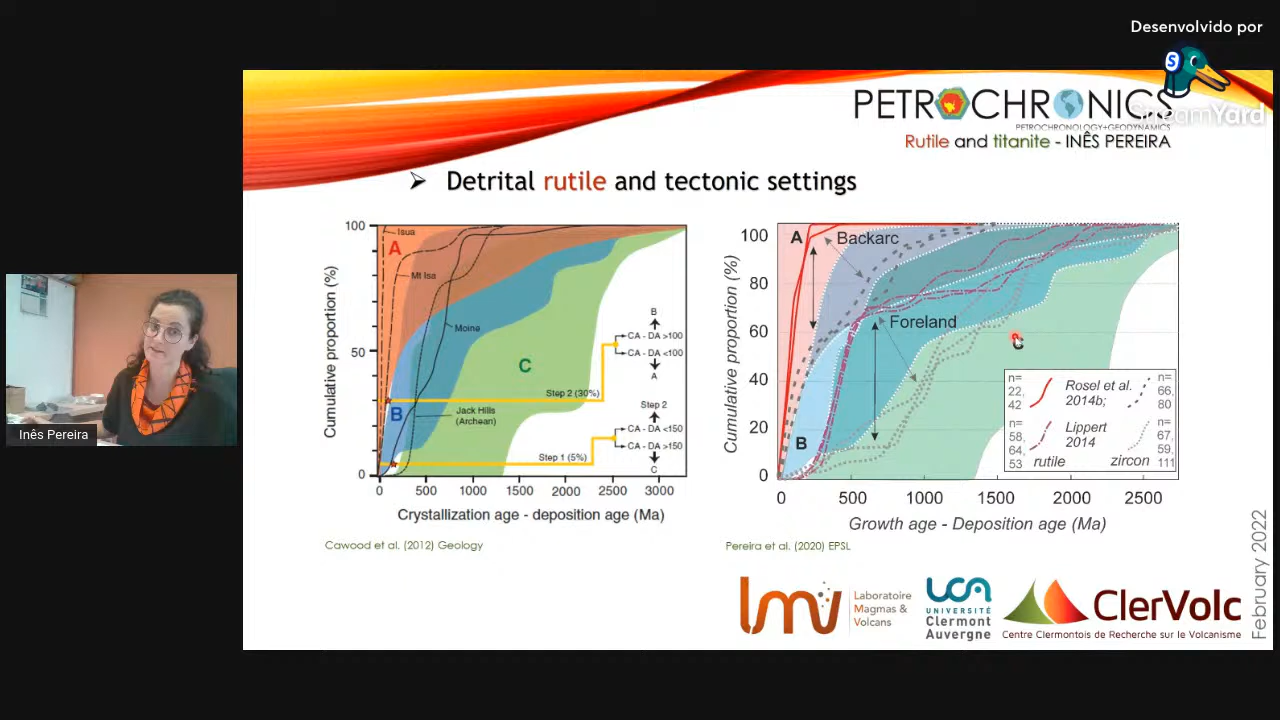 Desenvolvido por
S
StreamYard
PETROCHRONICS
PETROCHRONOLOGY+GEODYNAMICS
Rutile and titanite - INÊS PEREIRA
➢ Detrital rutile and tectonic settings
Cumulative proportion (%)
100
50
0
Isua
A
Mt Isa
Moine
B
C
Jack Hills
(Archean)
B
CA - DA >100
CA - DA <100
A
Step 2 (30%)
Step 2
CA - DA <150
CA - DA >150
C
Step 1 (5%)
0 500 1000 1500 2000 2500 3000
Crystallization age - deposition age (Ma)
Cawood et al. (2012) Geology
Cumulative proportion (%)
100
80
60
40
20
0
A
Backarc
Foreland
B
n=
22,
42
Rosel et al.
2014b;
n=
66,
80
n=
58,
64,
53
Lippert
2014
n=
67,
59,
111
rutile
zircon
0 500 1000 1500 2000 2500
Growth age - Deposition age (Ma)
Pereira et al. (2020) EPSL
Inês Pereira
lmv
Laboratoire
Magmas &
Volcans
UCA
UNIVERSITÉ
Clermont
Auvergne
ClerVolc
Centre Clermontois de Recherche sur le Volcanisme
February 2022